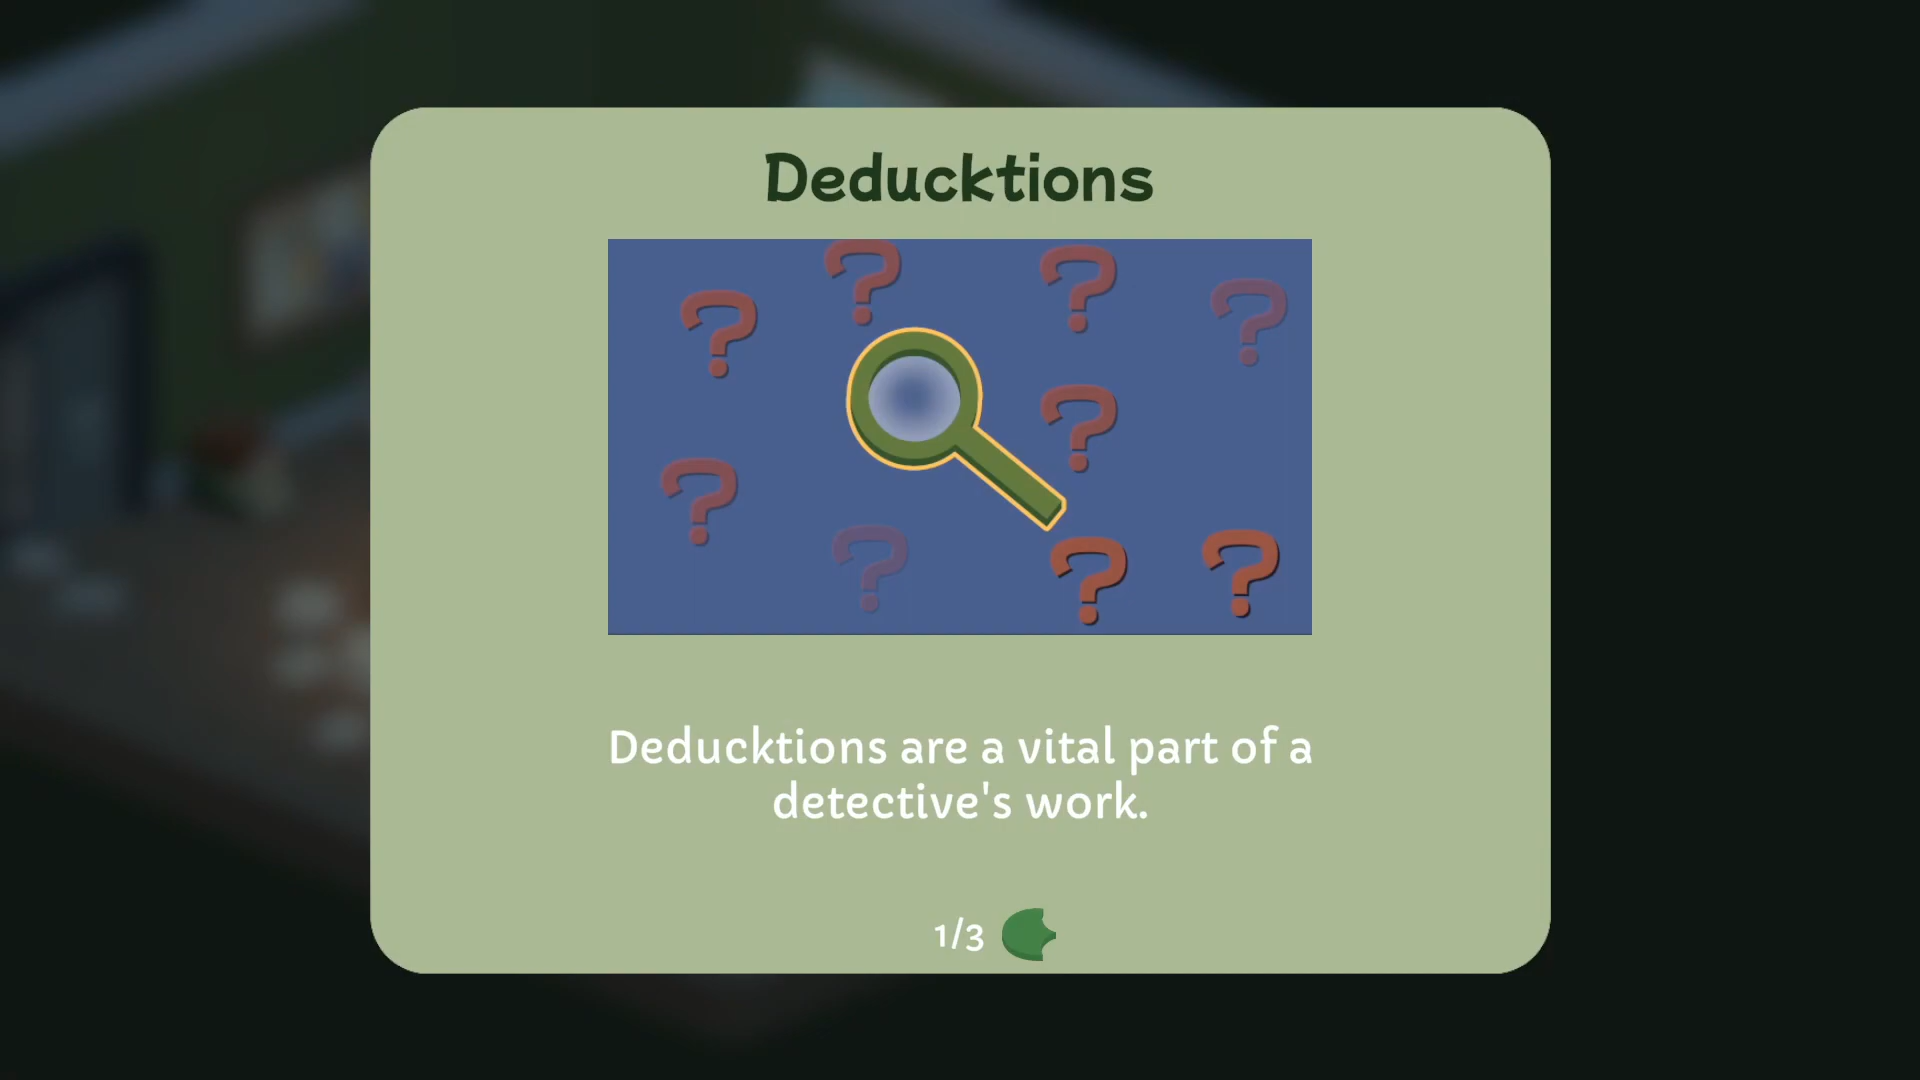 Deducktions
Deducktions are a vital part of a
detective's work.
1/3